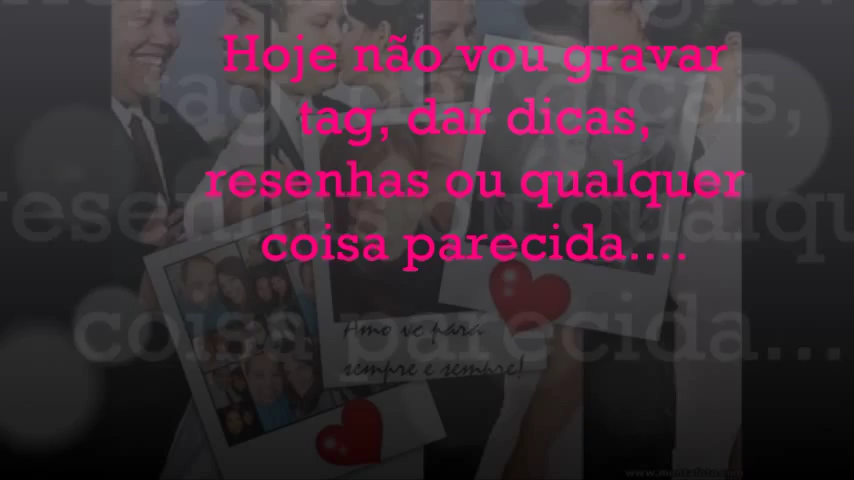 Hoje não vou gravar
tag, dar dicas,
resenhas ou qualquer
coisa parecida....
Amo vc para
sempre e sempre!